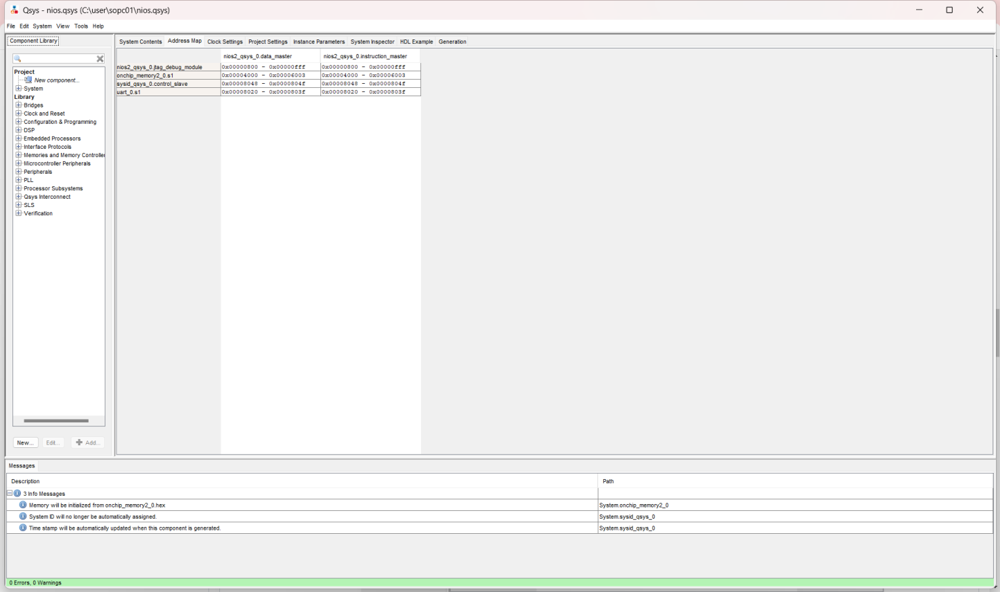 Qsys - nios.qsys (C:\user\sopc01\nios.qsys)
File Edit System View Tools Help
Component Library
System Contents Address Map Clock Settings Project Settings Instance Parameters System Inspector HDL Example Generation
nios2_qsys_0.data_master nios2_qsys_0.instruction_master
nios2_qsys_0.jtag_debug_module 0x00000800 - 0x00000fff 0x00000800 - 0x00000fff
onchip_memory2_0.s1 0x00004000 - 0x00006003 0x00004000 - 0x00006003
sysid_qsys_0.control_slave 0x00008048 - 0x0000804f 0x00008048 - 0x0000804f
uart_0.s1 0x00008020 - 0x0000803f 0x00008020 - 0x0000803f
Project
New component...
System
Library
Bridges
Clock and Reset
Configuration & Programming
DSP
Embedded Processors
Interface Protocols
Memories and Memory Controller
Microcontroller Peripherals
Peripherals
PLL
Processor Subsystems
Qsys Interconnect
SLS
Verification
New... Edit... Add...
Messages
Description Path
3 Info Messages
Memory will be initialized from onchip_memory2_0.hex System.onchip_memory2_0
System ID will no longer be automatically assigned. System.sysid_qsys_0
Time stamp will be automatically updated when this component is generated. System.sysid_qsys_0
0 Errors, 0 Warnings